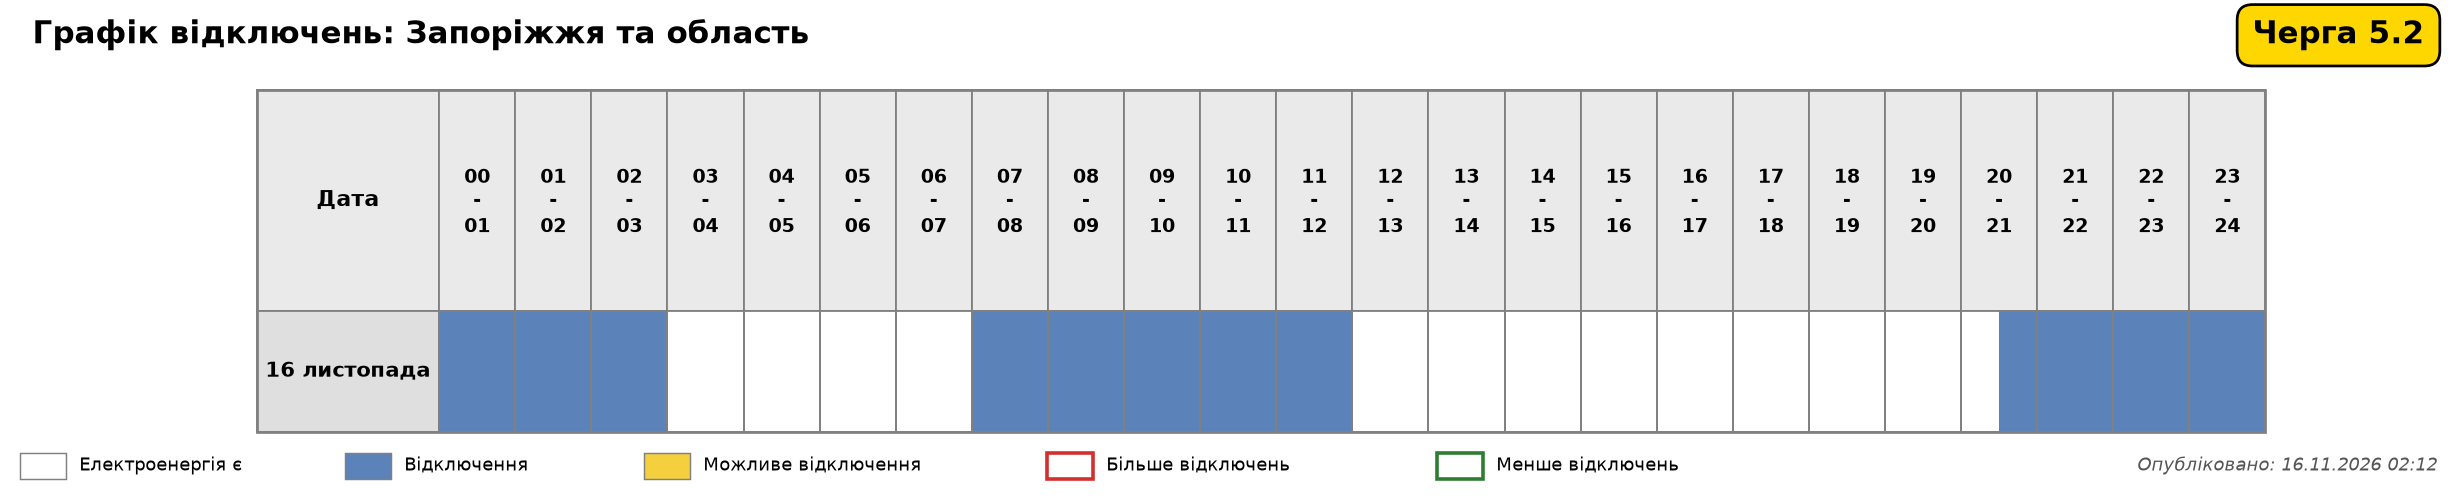 Графік відключень: Запоріжжя та область
Черга 5.2
Дата
00 - 01
01 - 02
02 - 03
03 - 04
04 - 05
05 - 06
06 - 07
07 - 08
08 - 09
09 - 10
10 - 11
11 - 12
12 - 13
13 - 14
14 - 15
15 - 16
16 - 17
17 - 18
18 - 19
19 - 20
20 - 21
21 - 22
22 - 23
23 - 24
16 листопада
Електроенергія є
Відключення
Можливе відключення
Більше відключень
Менше відключень
Опубліковано: 16.11.2026 02:12